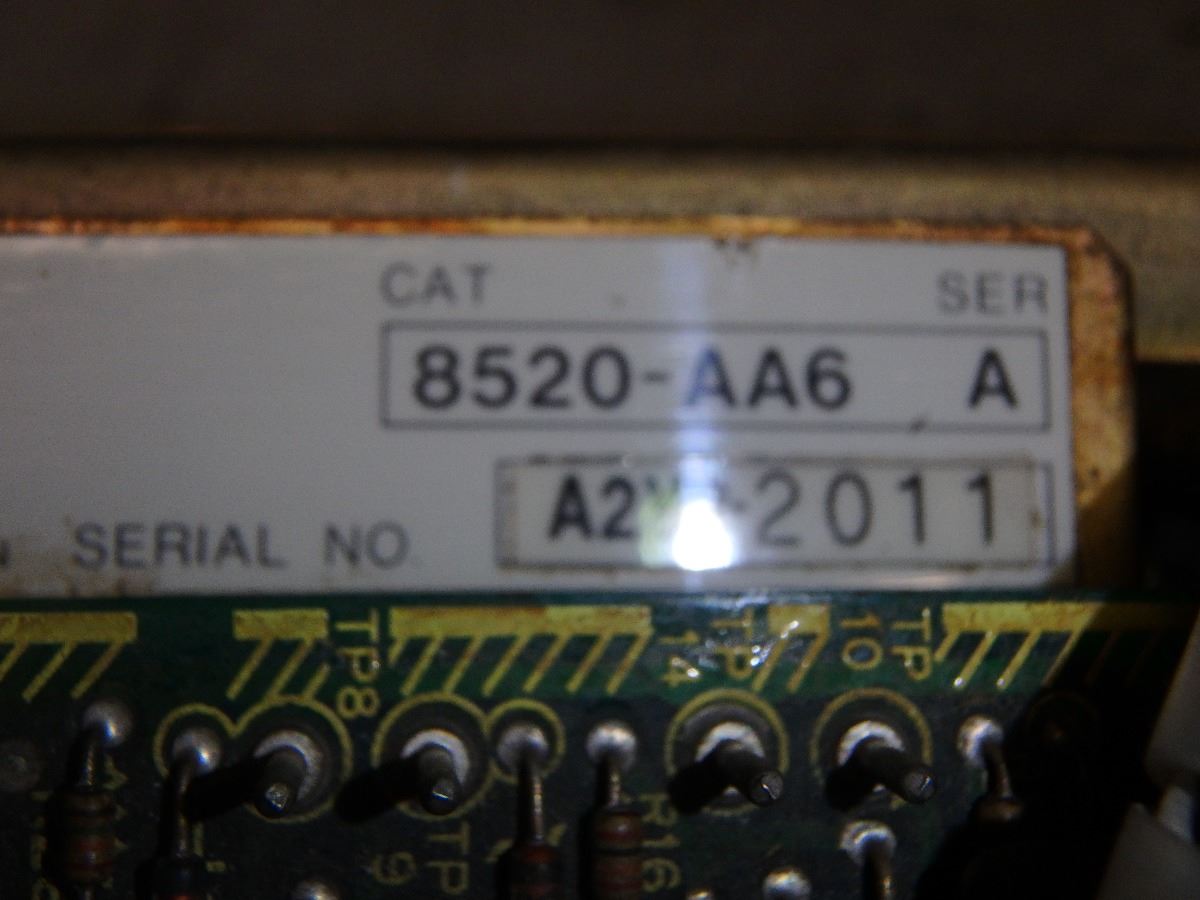 CAT SER
8520-AA6 A
SERIAL NO. 2011
TP8 TP14 TP10
TP9 R16